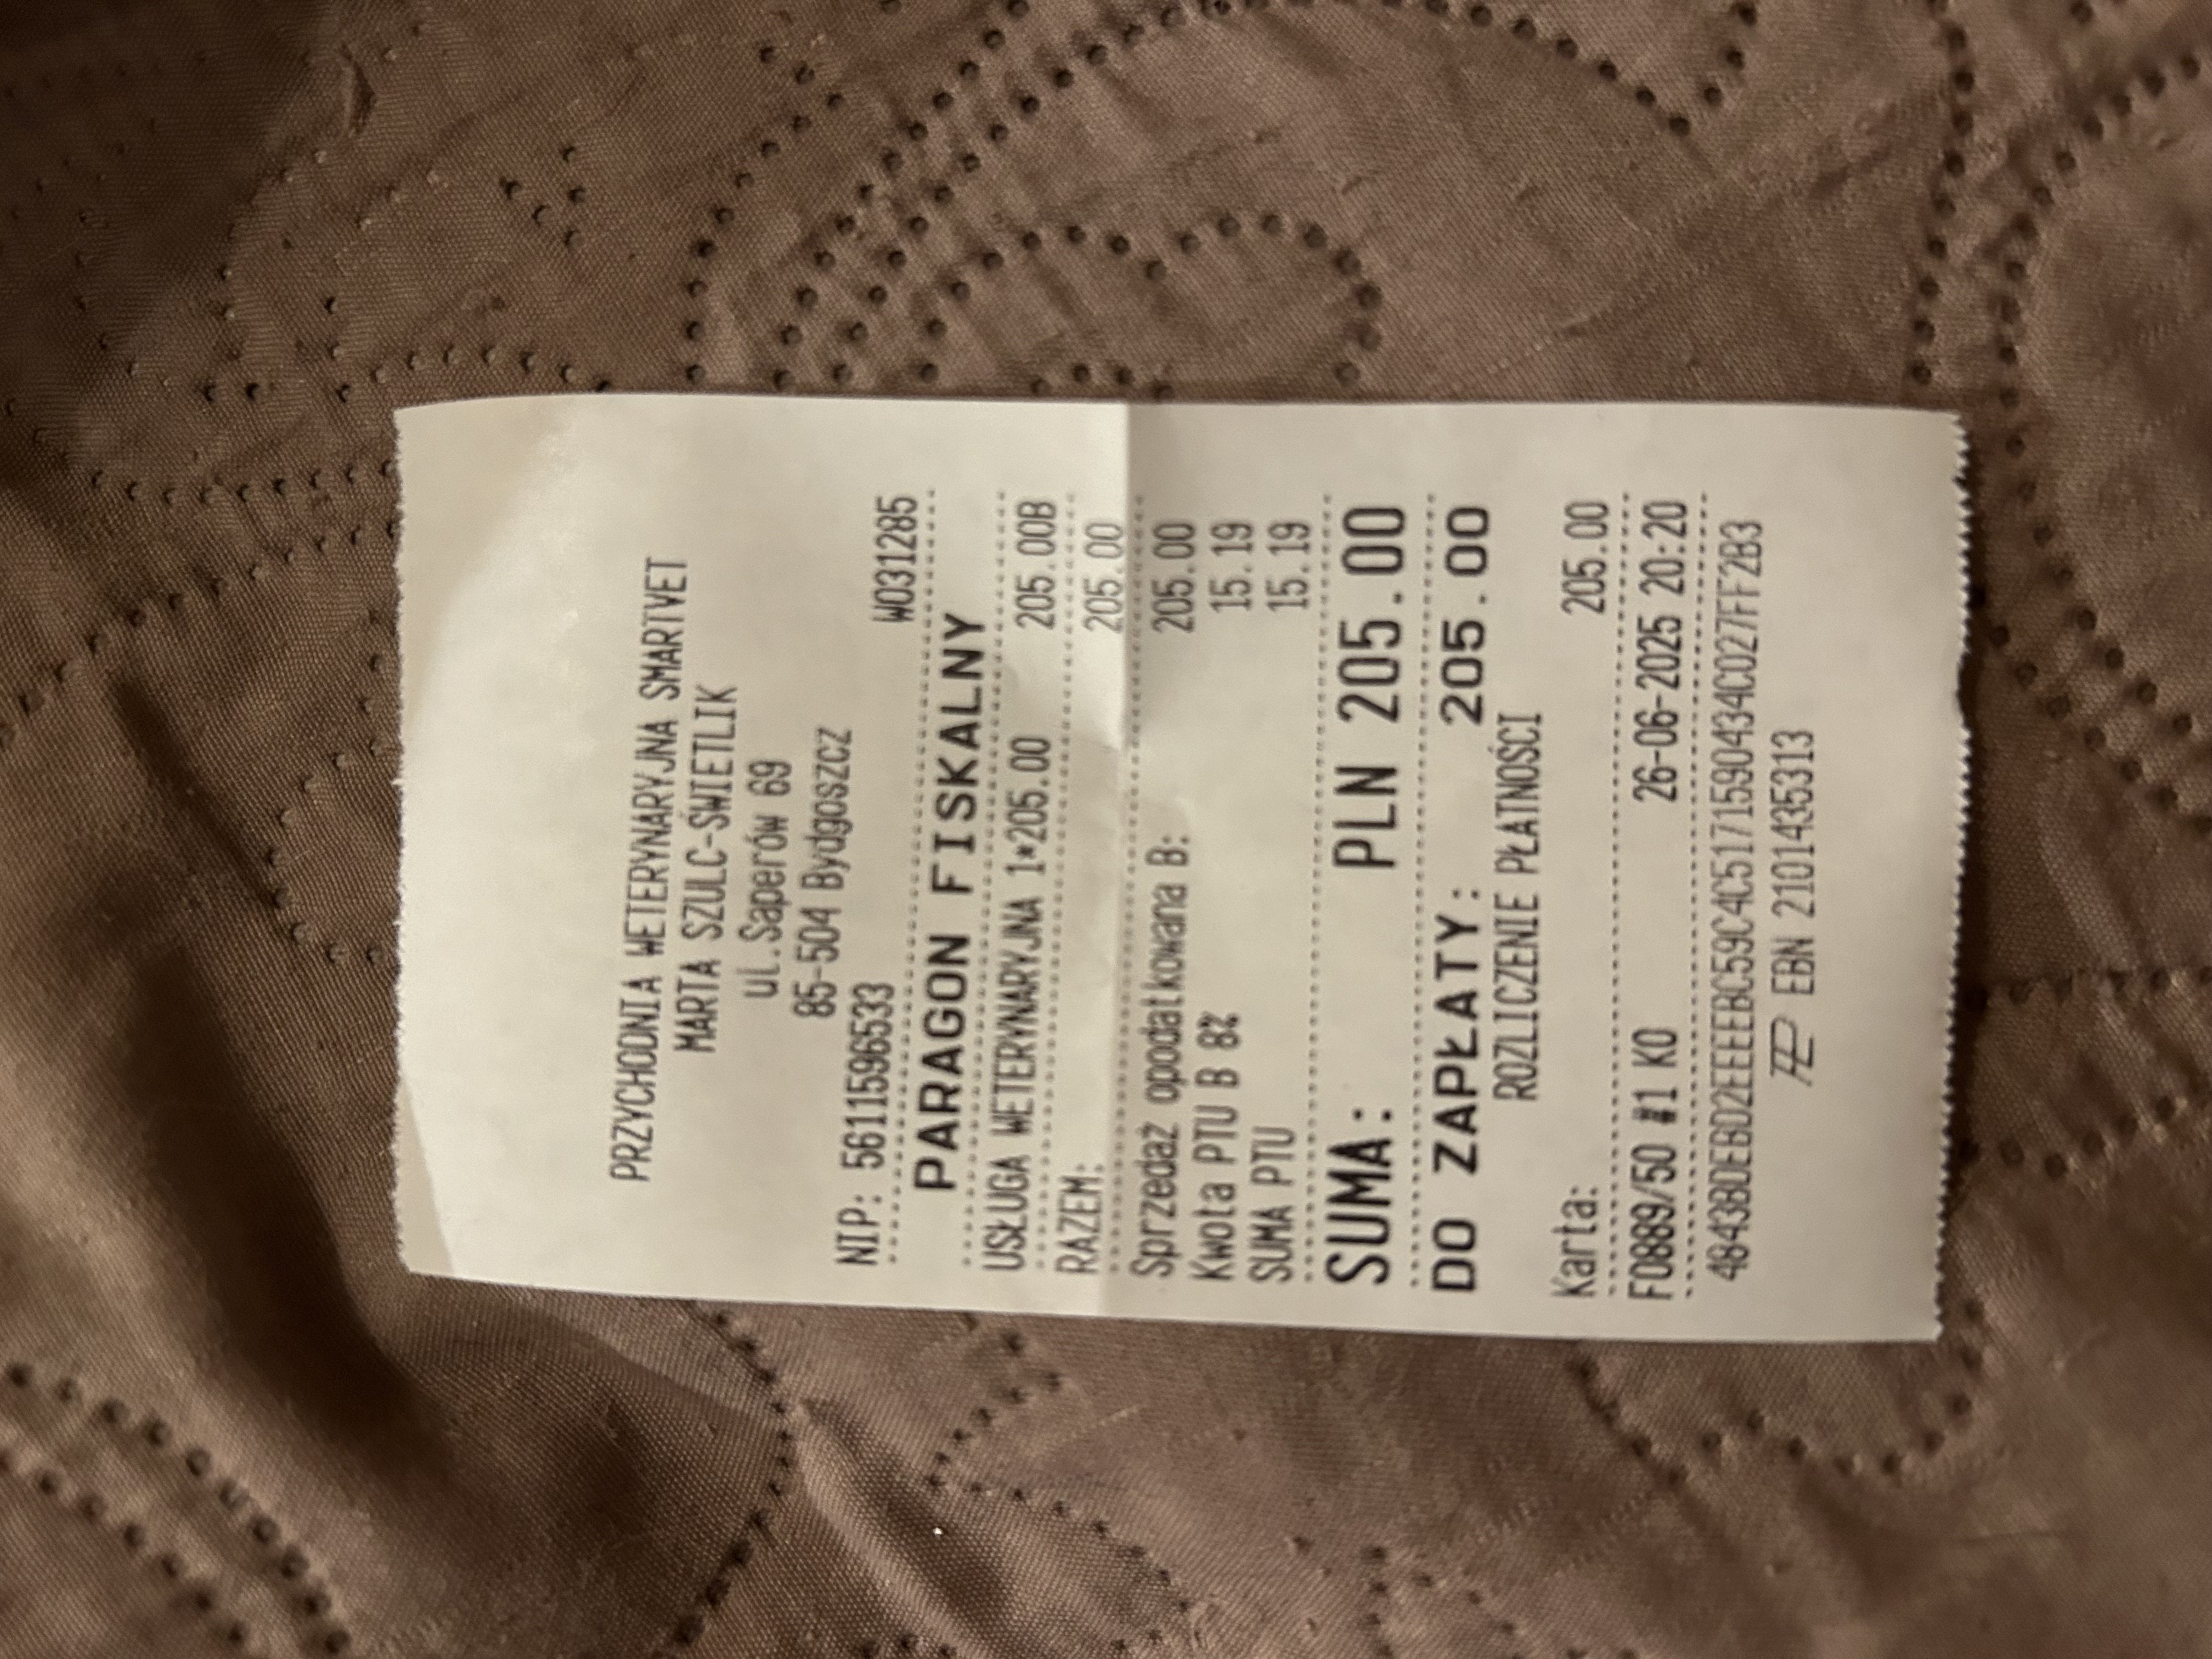 PRZYCHODNIA WETERYNARYJNA SMARTVET
MARTA SZULC-ŚWIETLIK
ul.Saperów 69
85-504 Bydgoszcz
NIP: 5611596533 W031285
PARAGON FISKALNY
USŁUGA WETERYNARYJNA 1*205.00 205.00B
RAZEM: 205.00
Sprzedaż opodatkowana B: 205.00
Kwota PTU B 8% 15.19
SUMA PTU 15.19
SUMA: PLN 205.00
DO ZAPŁATY: 205.00
ROZLICZENIE PŁATNOŚCI
Karta: 205.00
F0889/50 #1 KO 26-06-2025 20:20
4843BDEBD2EEEEBC59C4C5171590434C027FF2B3
EBN 2101435313